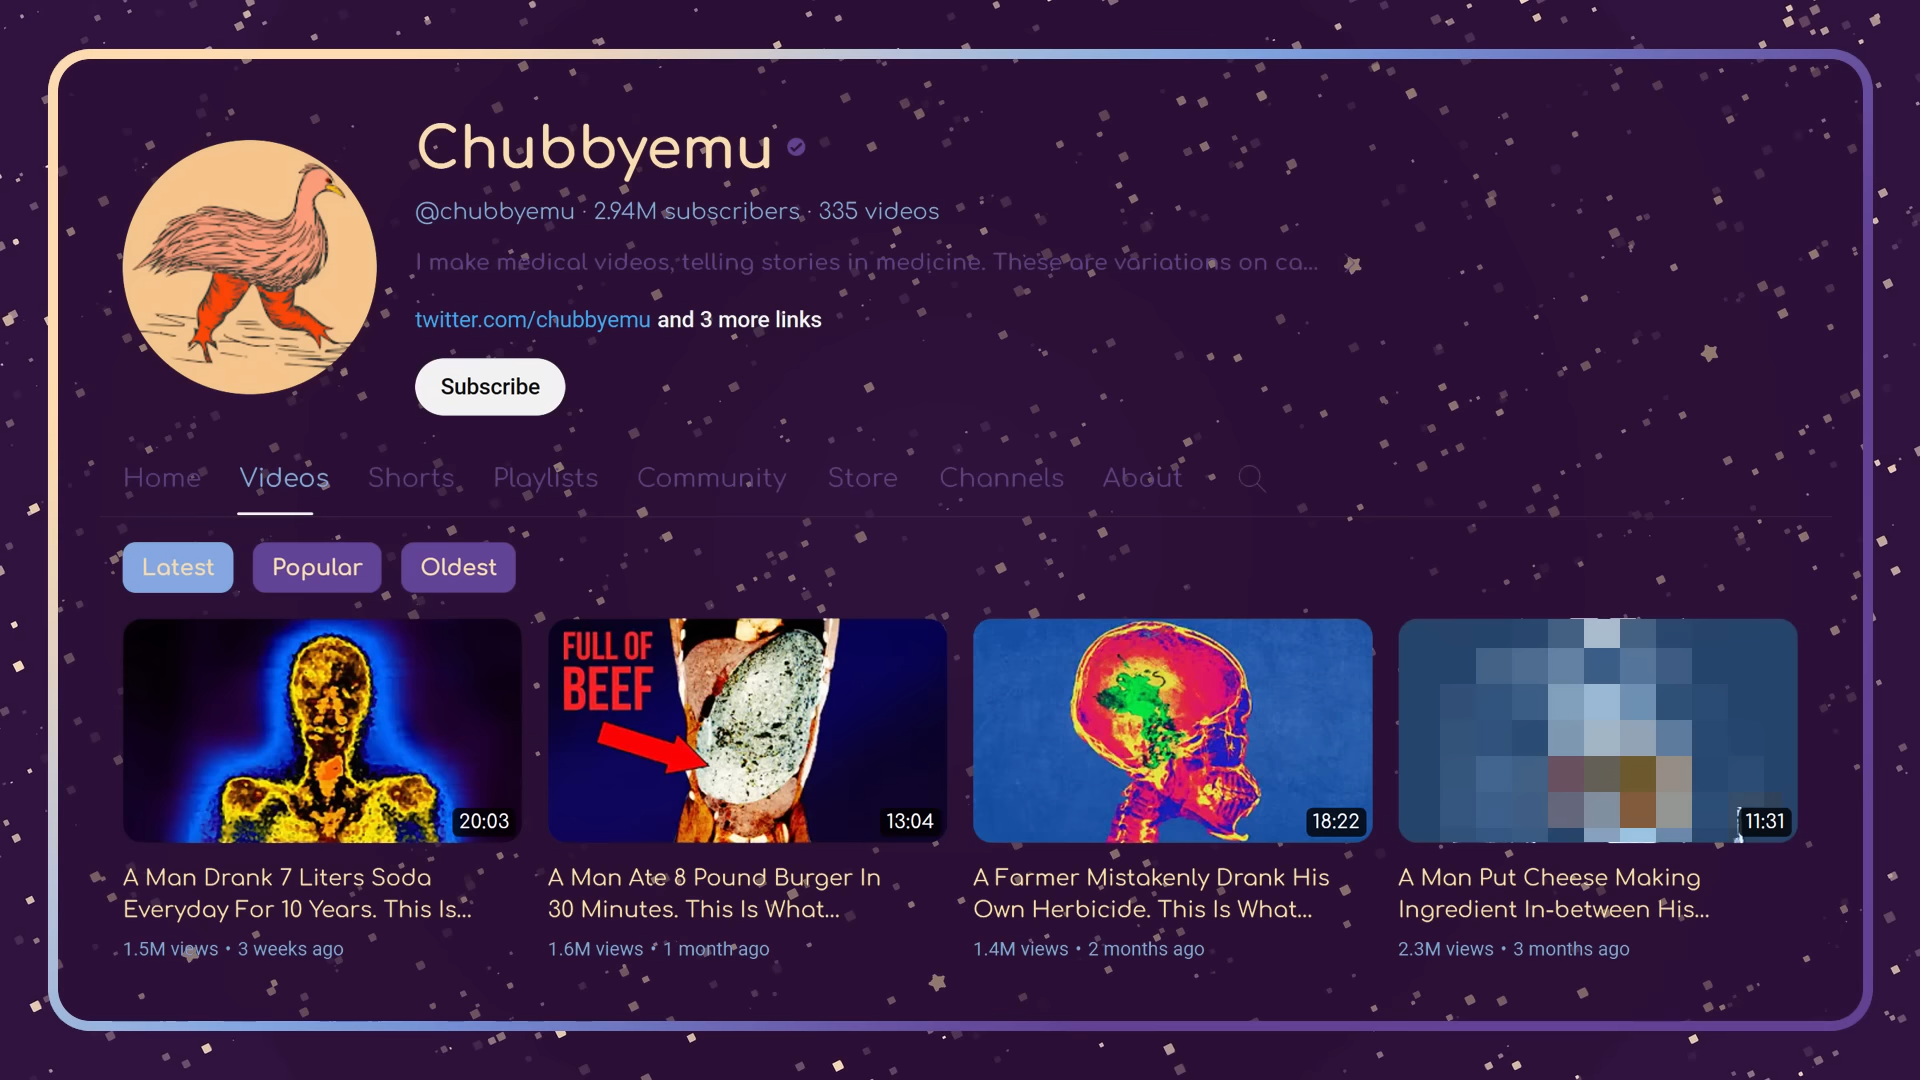 Chubbyemu
@chubbyemu · 2.94M subscribers · 335 videos
I make medical videos, telling stories in medicine. These are variations on ca...
twitter.com/chubbyemu and 3 more links
Subscribe
Home Videos Shorts Playlists Community Store Channels About
Latest Popular Oldest
FULL OF
BEEF
20:03 13:04 18:22 11:31
A Man Drank 7 Liters Soda
Everyday For 10 Years. This Is...
1.5M views • 3 weeks ago
A Man Ate 8 Pound Burger In
30 Minutes. This Is What...
1.6M views • 1 month ago
A Farmer Mistakenly Drank His
Own Herbicide. This Is What...
1.4M views • 2 months ago
A Man Put Cheese Making
Ingredient In-between His...
2.3M views • 3 months ago